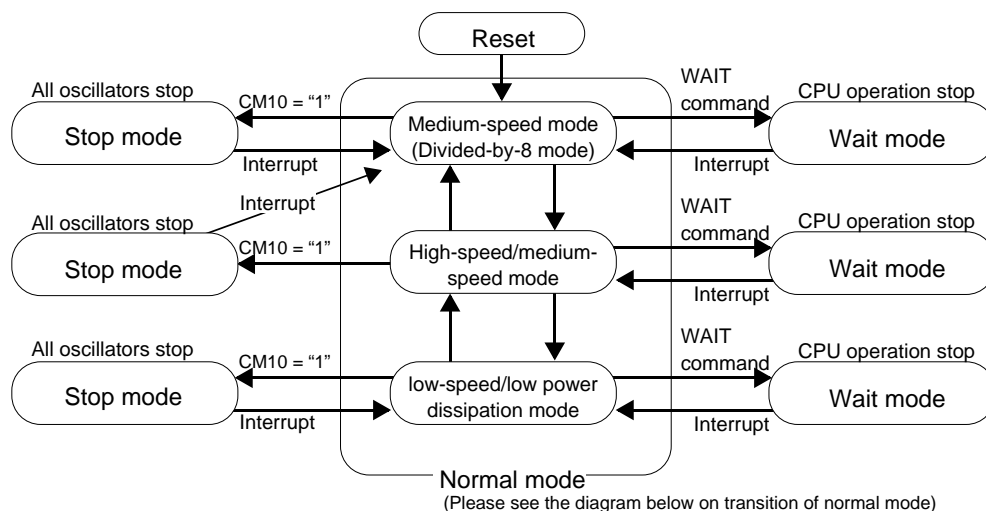 Reset
All oscillators stop
CM10 = “1”
WAIT
command
CPU operation stop
Stop mode
Medium-speed mode
(Divided-by-8 mode)
Wait mode
Interrupt
Interrupt
Interrupt
All oscillators stop
CM10 = “1”
WAIT
command
CPU operation stop
Stop mode
High-speed/medium-
speed mode
Wait mode
Interrupt
All oscillators stop
CM10 = “1”
WAIT
command
CPU operation stop
Stop mode
low-speed/low power
dissipation mode
Wait mode
Interrupt
Interrupt
Normal mode
(Please see the diagram below on transition of normal mode)